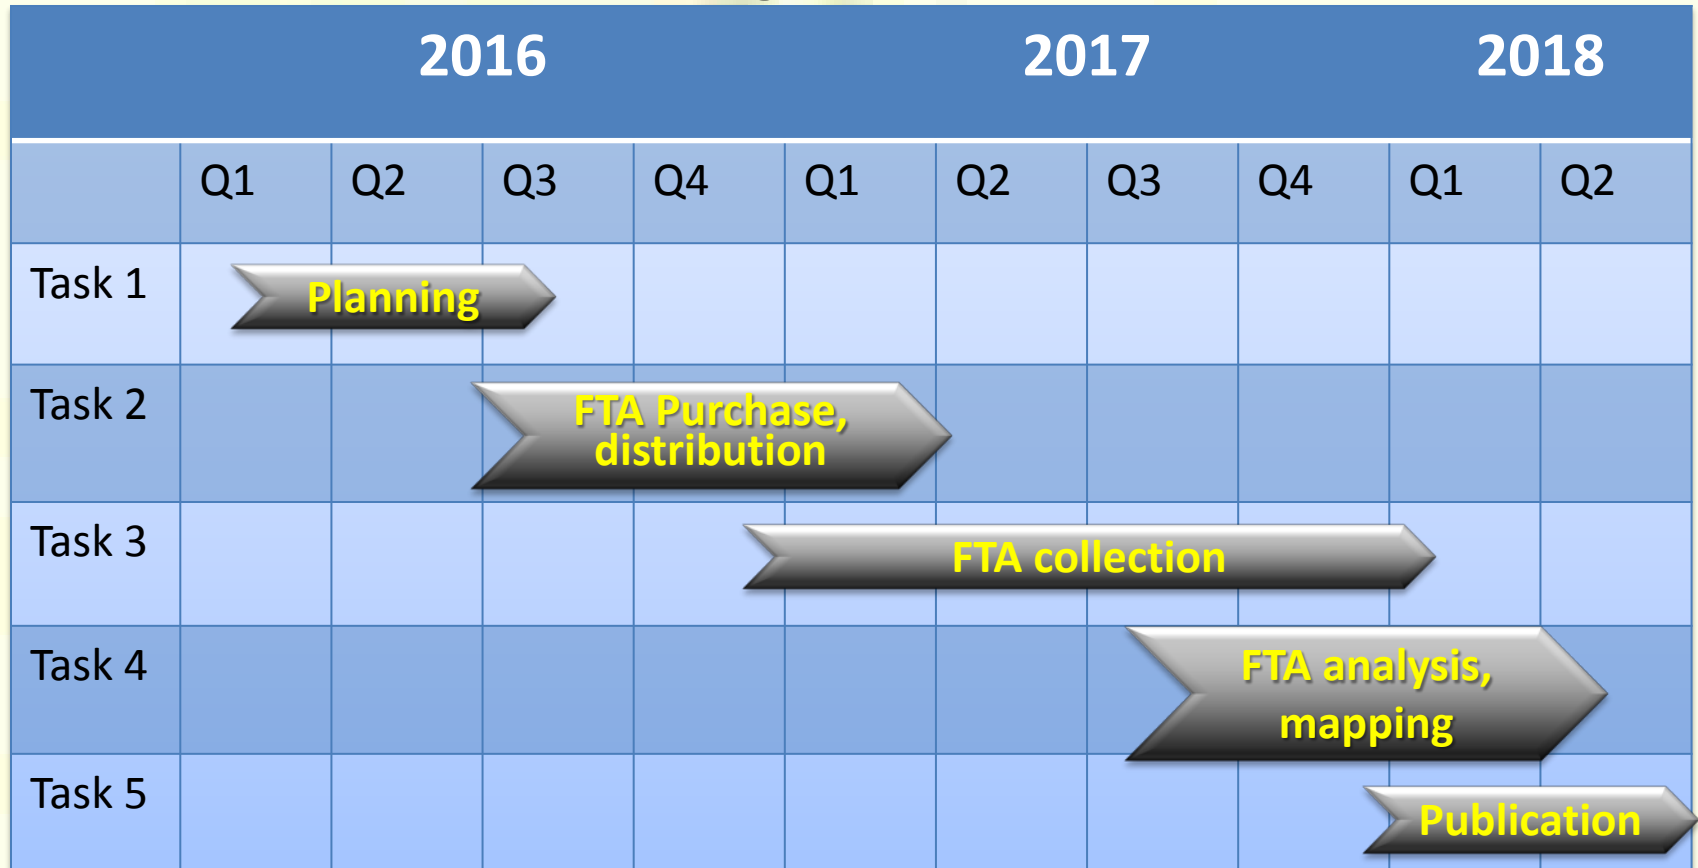 2016 2017 2018
Q1 Q2 Q3 Q4 Q1 Q2 Q3 Q4 Q1 Q2
Task 1 Planning
Task 2 FTA Purchase,
distribution
Task 3 FTA collection
Task 4 FTA analysis,
mapping
Task 5 Publication